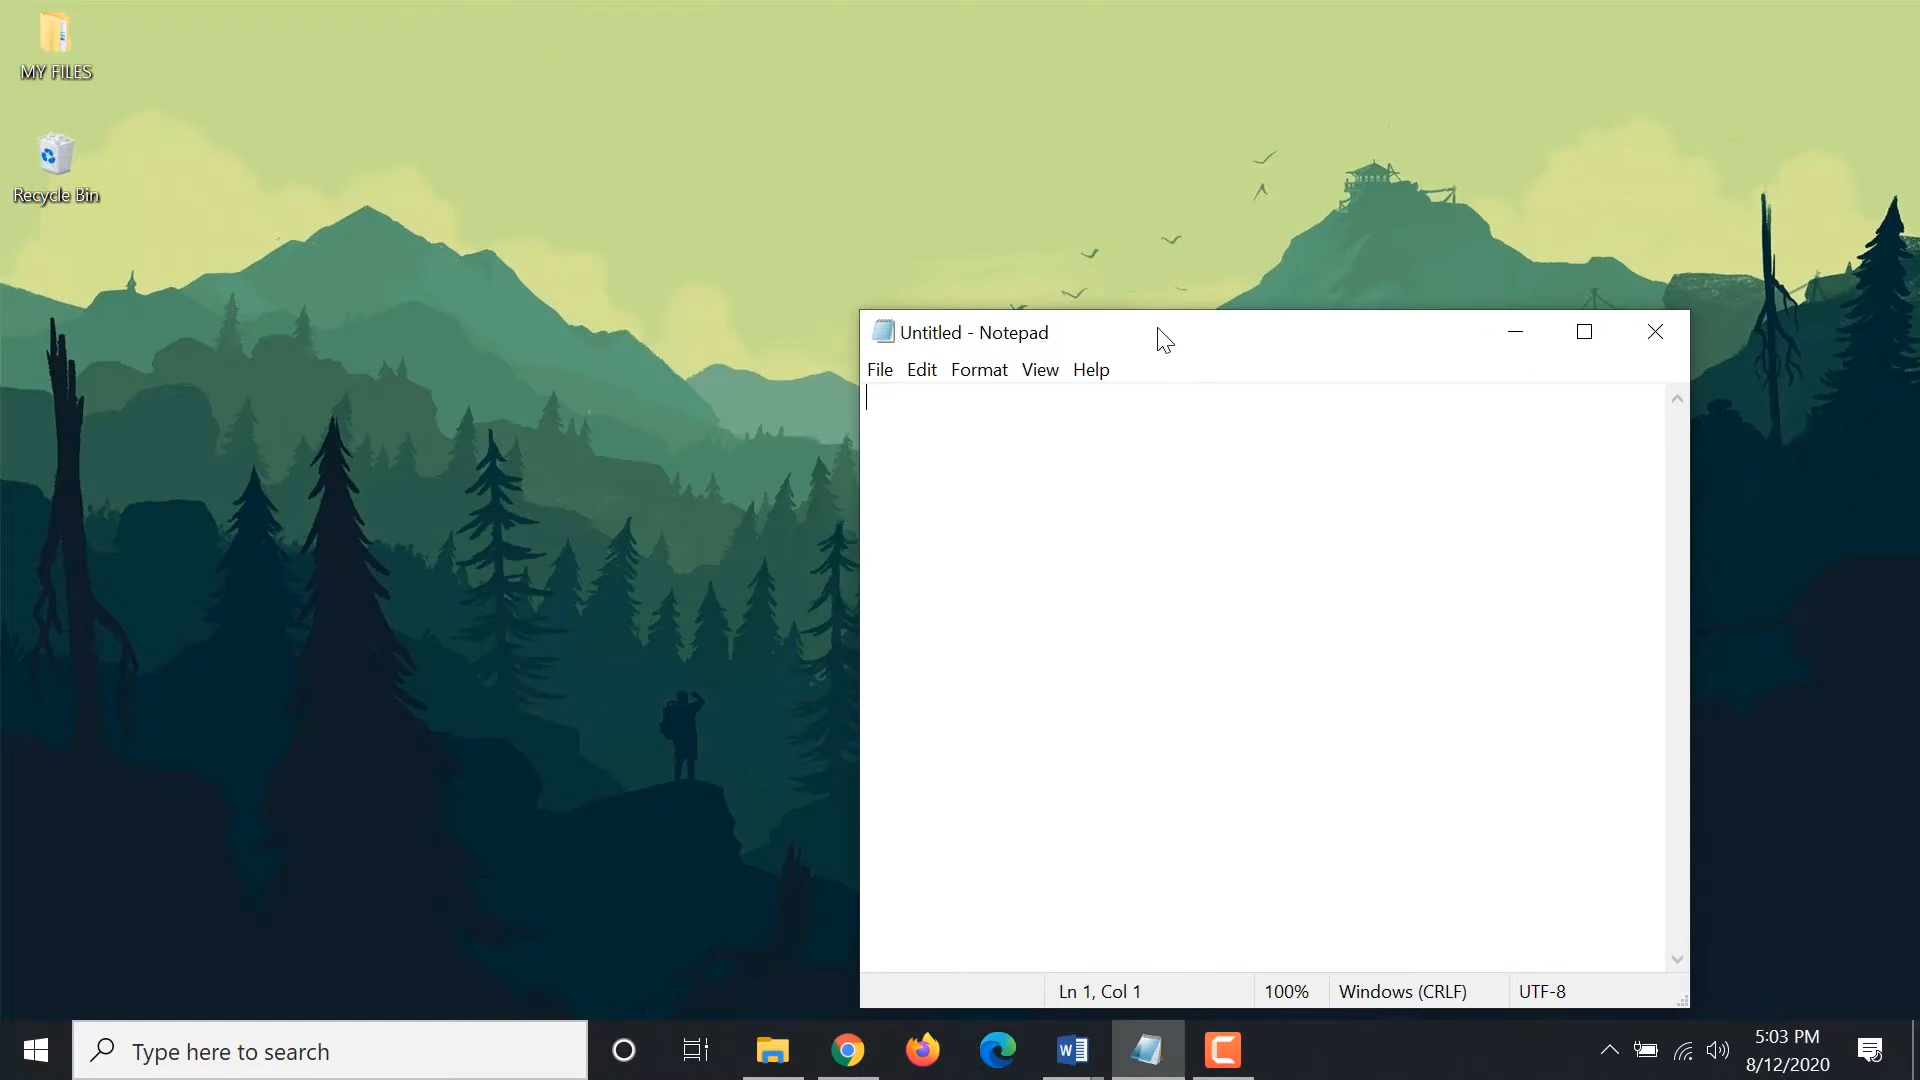 MY FILES
Recycle Bin
Untitled - Notepad
File Edit Format View Help
Ln 1, Col 1 100% Windows (CRLF) UTF-8
Type here to search
5:03 PM
8/12/2020